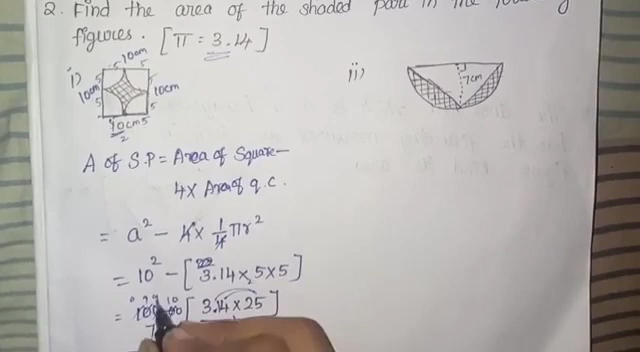 2. Find the area of the shaded part in the
figures. [π = 3.14]
i)
10cm
5 5
10cm 10cm
5 5
10cm 5
2
ii)
7cm
A of S.P = Area of Square -
4 x Area of q.c.
= a² - 4 x 1/4 πr²
= 10² - [3.14 x 5 x 5]
[3.14 x 25]